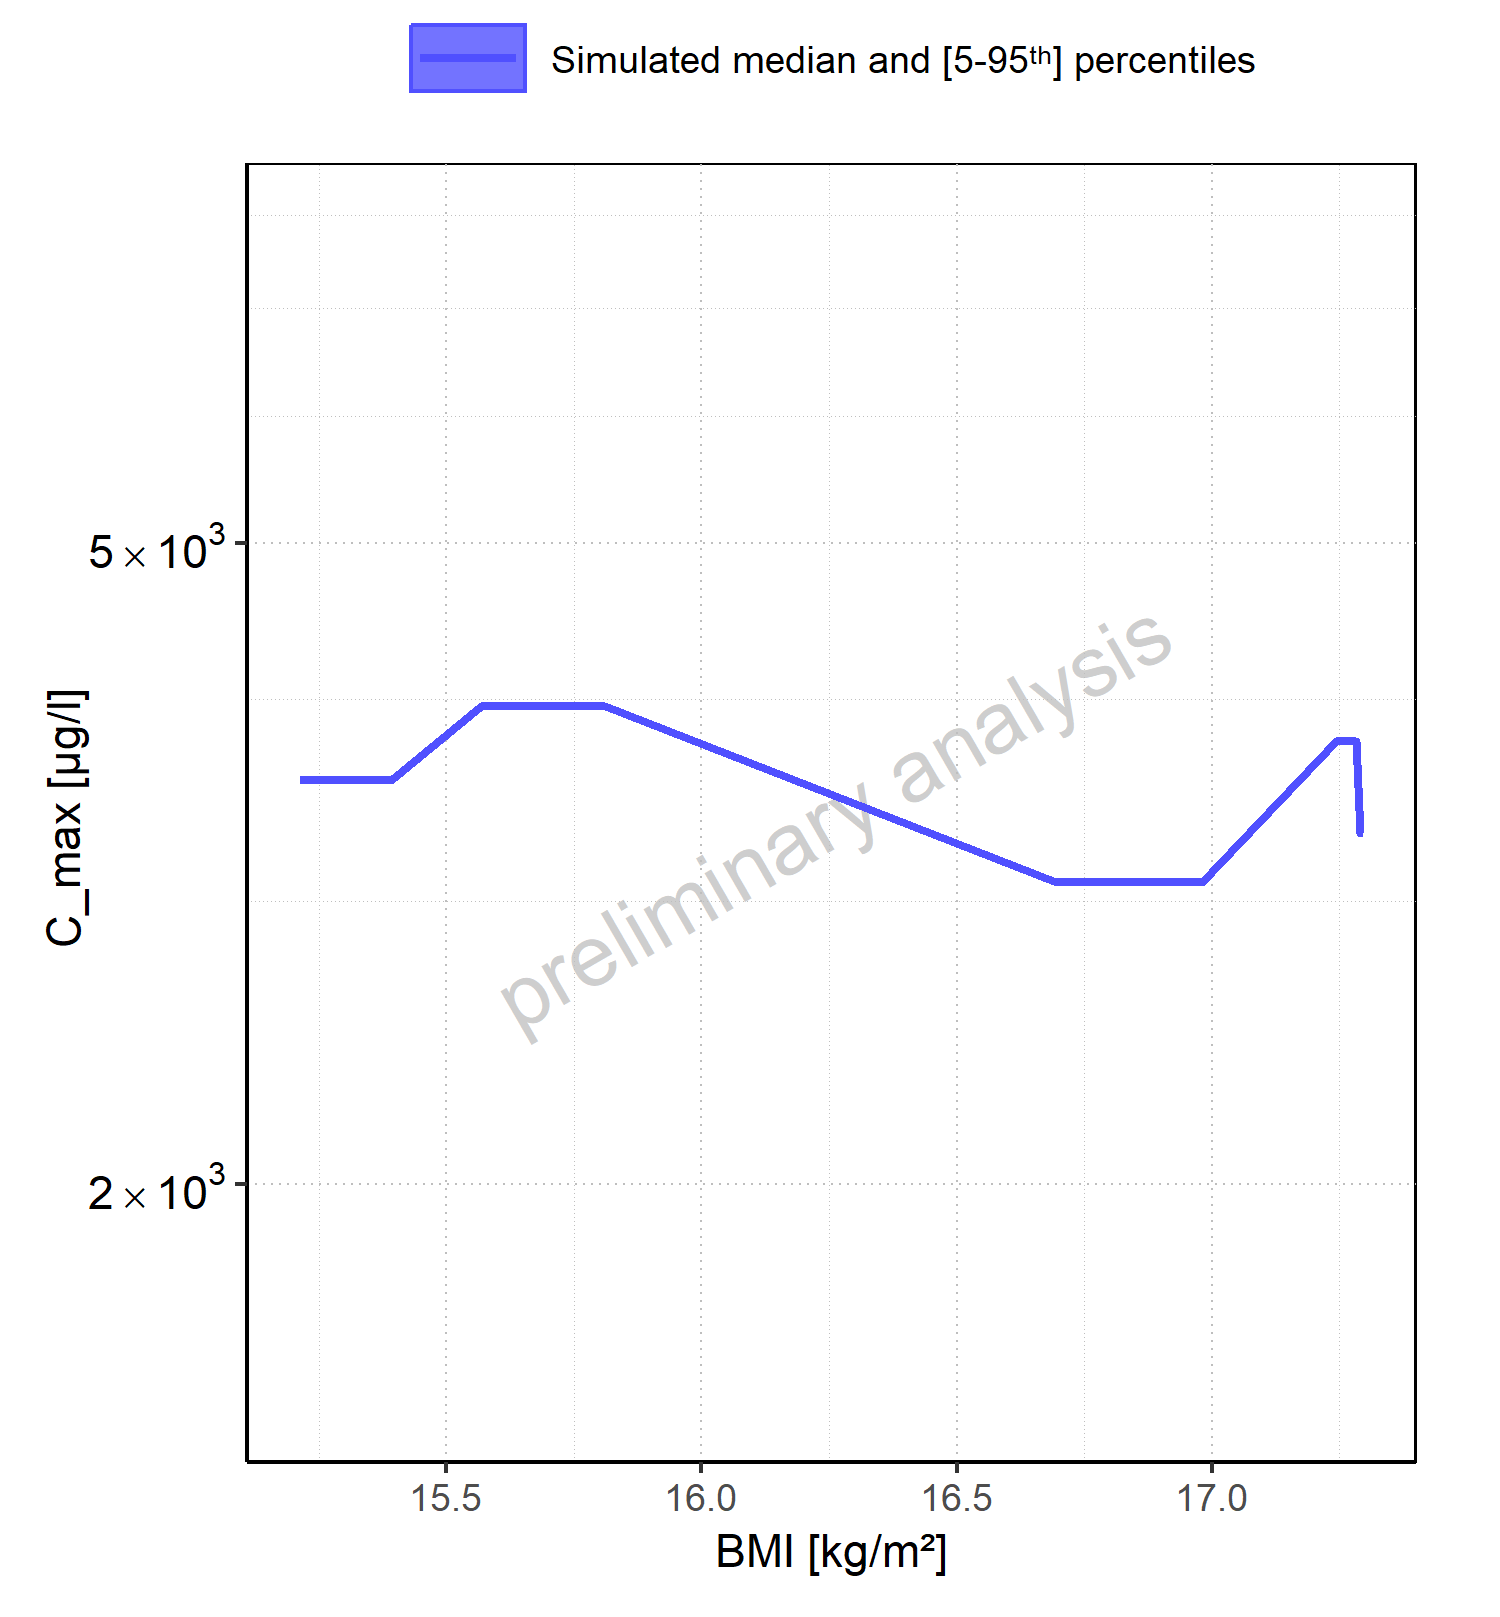 Simulated median and [5-95ᵗʰ] percentiles
5 × 10³
C_max [µg/l]
preliminary analysis
2 × 10³
15.5 16.0 16.5 17.0
BMI [kg/m²]